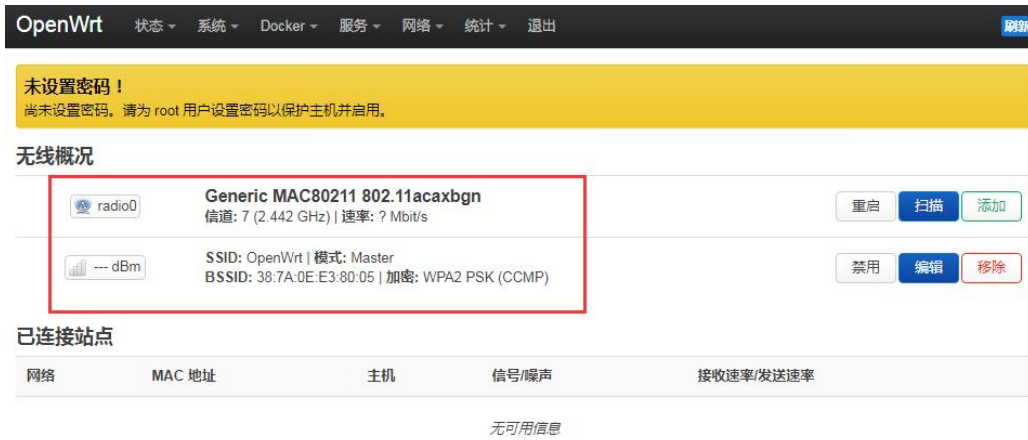 OpenWrt 状态 系统 Docker 服务 网络 统计 退出 刷新
未设置密码！
尚未设置密码。请为 root 用户设置密码以保护主机并启用。
无线概况
radio0 Generic MAC80211 802.11acaxbgn 重启 扫描 添加
信道: 7 (2.442 GHz) | 速率: ? Mbit/s
--- dBm SSID: OpenWrt | 模式: Master 禁用 编辑 移除
BSSID: 38:7A:0E:E3:80:05 | 加密: WPA2 PSK (CCMP)
已连接站点
网络 MAC 地址 主机 信号/噪声 接收速率/发送速率
无可用信息